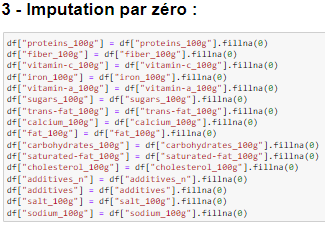 3 - Imputation par zéro :
df["proteins_100g"] = df["proteins_100g"].fillna(0)
df["fiber_100g"] = df["fiber_100g"].fillna(0)
df["vitamin-c_100g"] = df["vitamin-c_100g"].fillna(0)
df["iron_100g"] = df["iron_100g"].fillna(0)
df["vitamin-a_100g"] = df["vitamin-a_100g"].fillna(0)
df["sugars_100g"] = df["sugars_100g"].fillna(0)
df["trans-fat_100g"] = df["trans-fat_100g"].fillna(0)
df["calcium_100g"] = df["calcium_100g"].fillna(0)
df["fat_100g"] = df["fat_100g"].fillna(0)
df["carbohydrates_100g"] = df["carbohydrates_100g"].fillna(0)
df["saturated-fat_100g"] = df["saturated-fat_100g"].fillna(0)
df["cholesterol_100g"] = df["cholesterol_100g"].fillna(0)
df["additives_n"] = df["additives_n"].fillna(0)
df["additives"] = df["additives"].fillna(0)
df["salt_100g"] = df["salt_100g"].fillna(0)
df["sodium_100g"] = df["sodium_100g"].fillna(0)